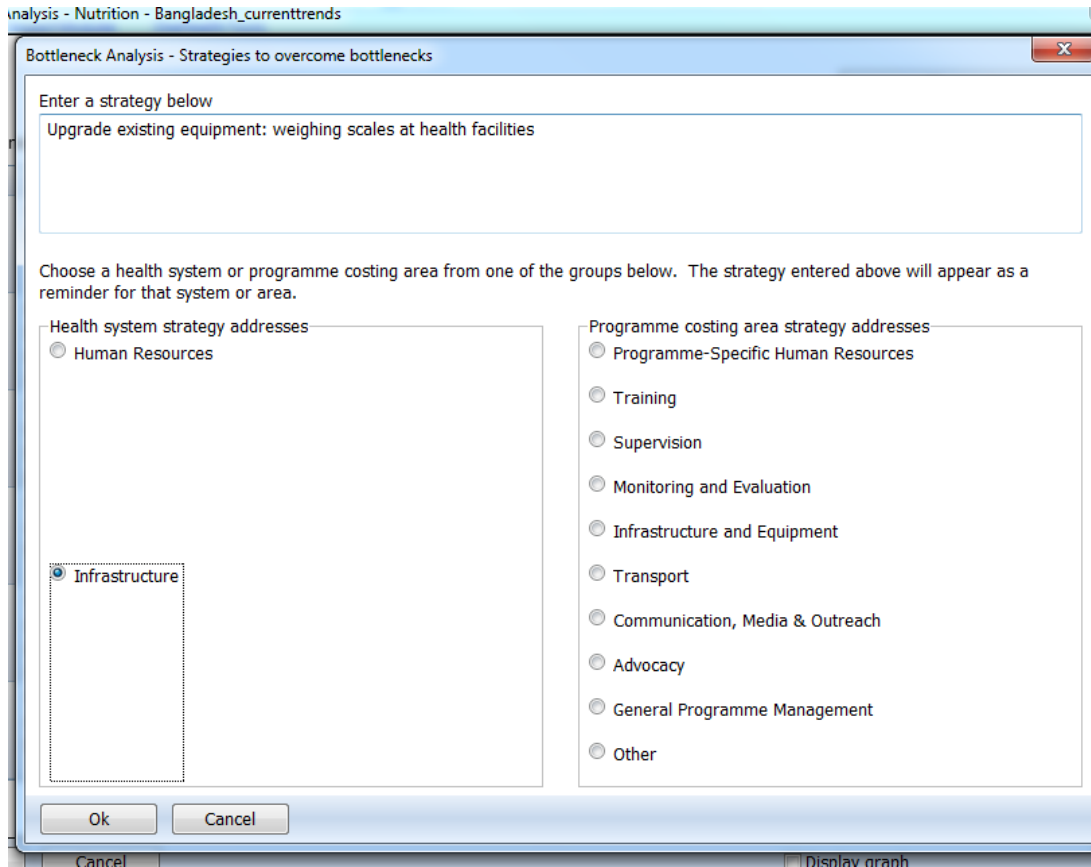 nalysis - Nutrition - Bangladesh_currenttrends
Bottleneck Analysis - Strategies to overcome bottlenecks
Enter a strategy below
Upgrade existing equipment: weighing scales at health facilities
Choose a health system or programme costing area from one of the groups below. The strategy entered above will appear as a
reminder for that system or area.
Health system strategy addresses
Human Resources
Infrastructure
Programme costing area strategy addresses
Programme-Specific Human Resources
Training
Supervision
Monitoring and Evaluation
Infrastructure and Equipment
Transport
Communication, Media & Outreach
Advocacy
General Programme Management
Other
Ok Cancel
Cancel Display graph